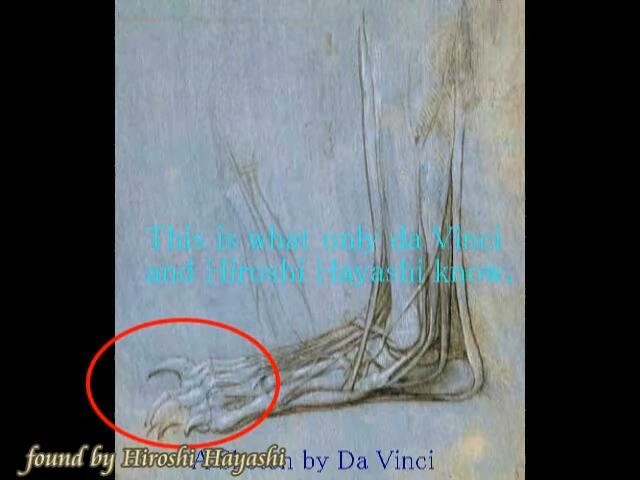 This is what only da Vinci
and Hiroshi Hayashi know,
by Da Vinci
found by Hiroshi Hayashi